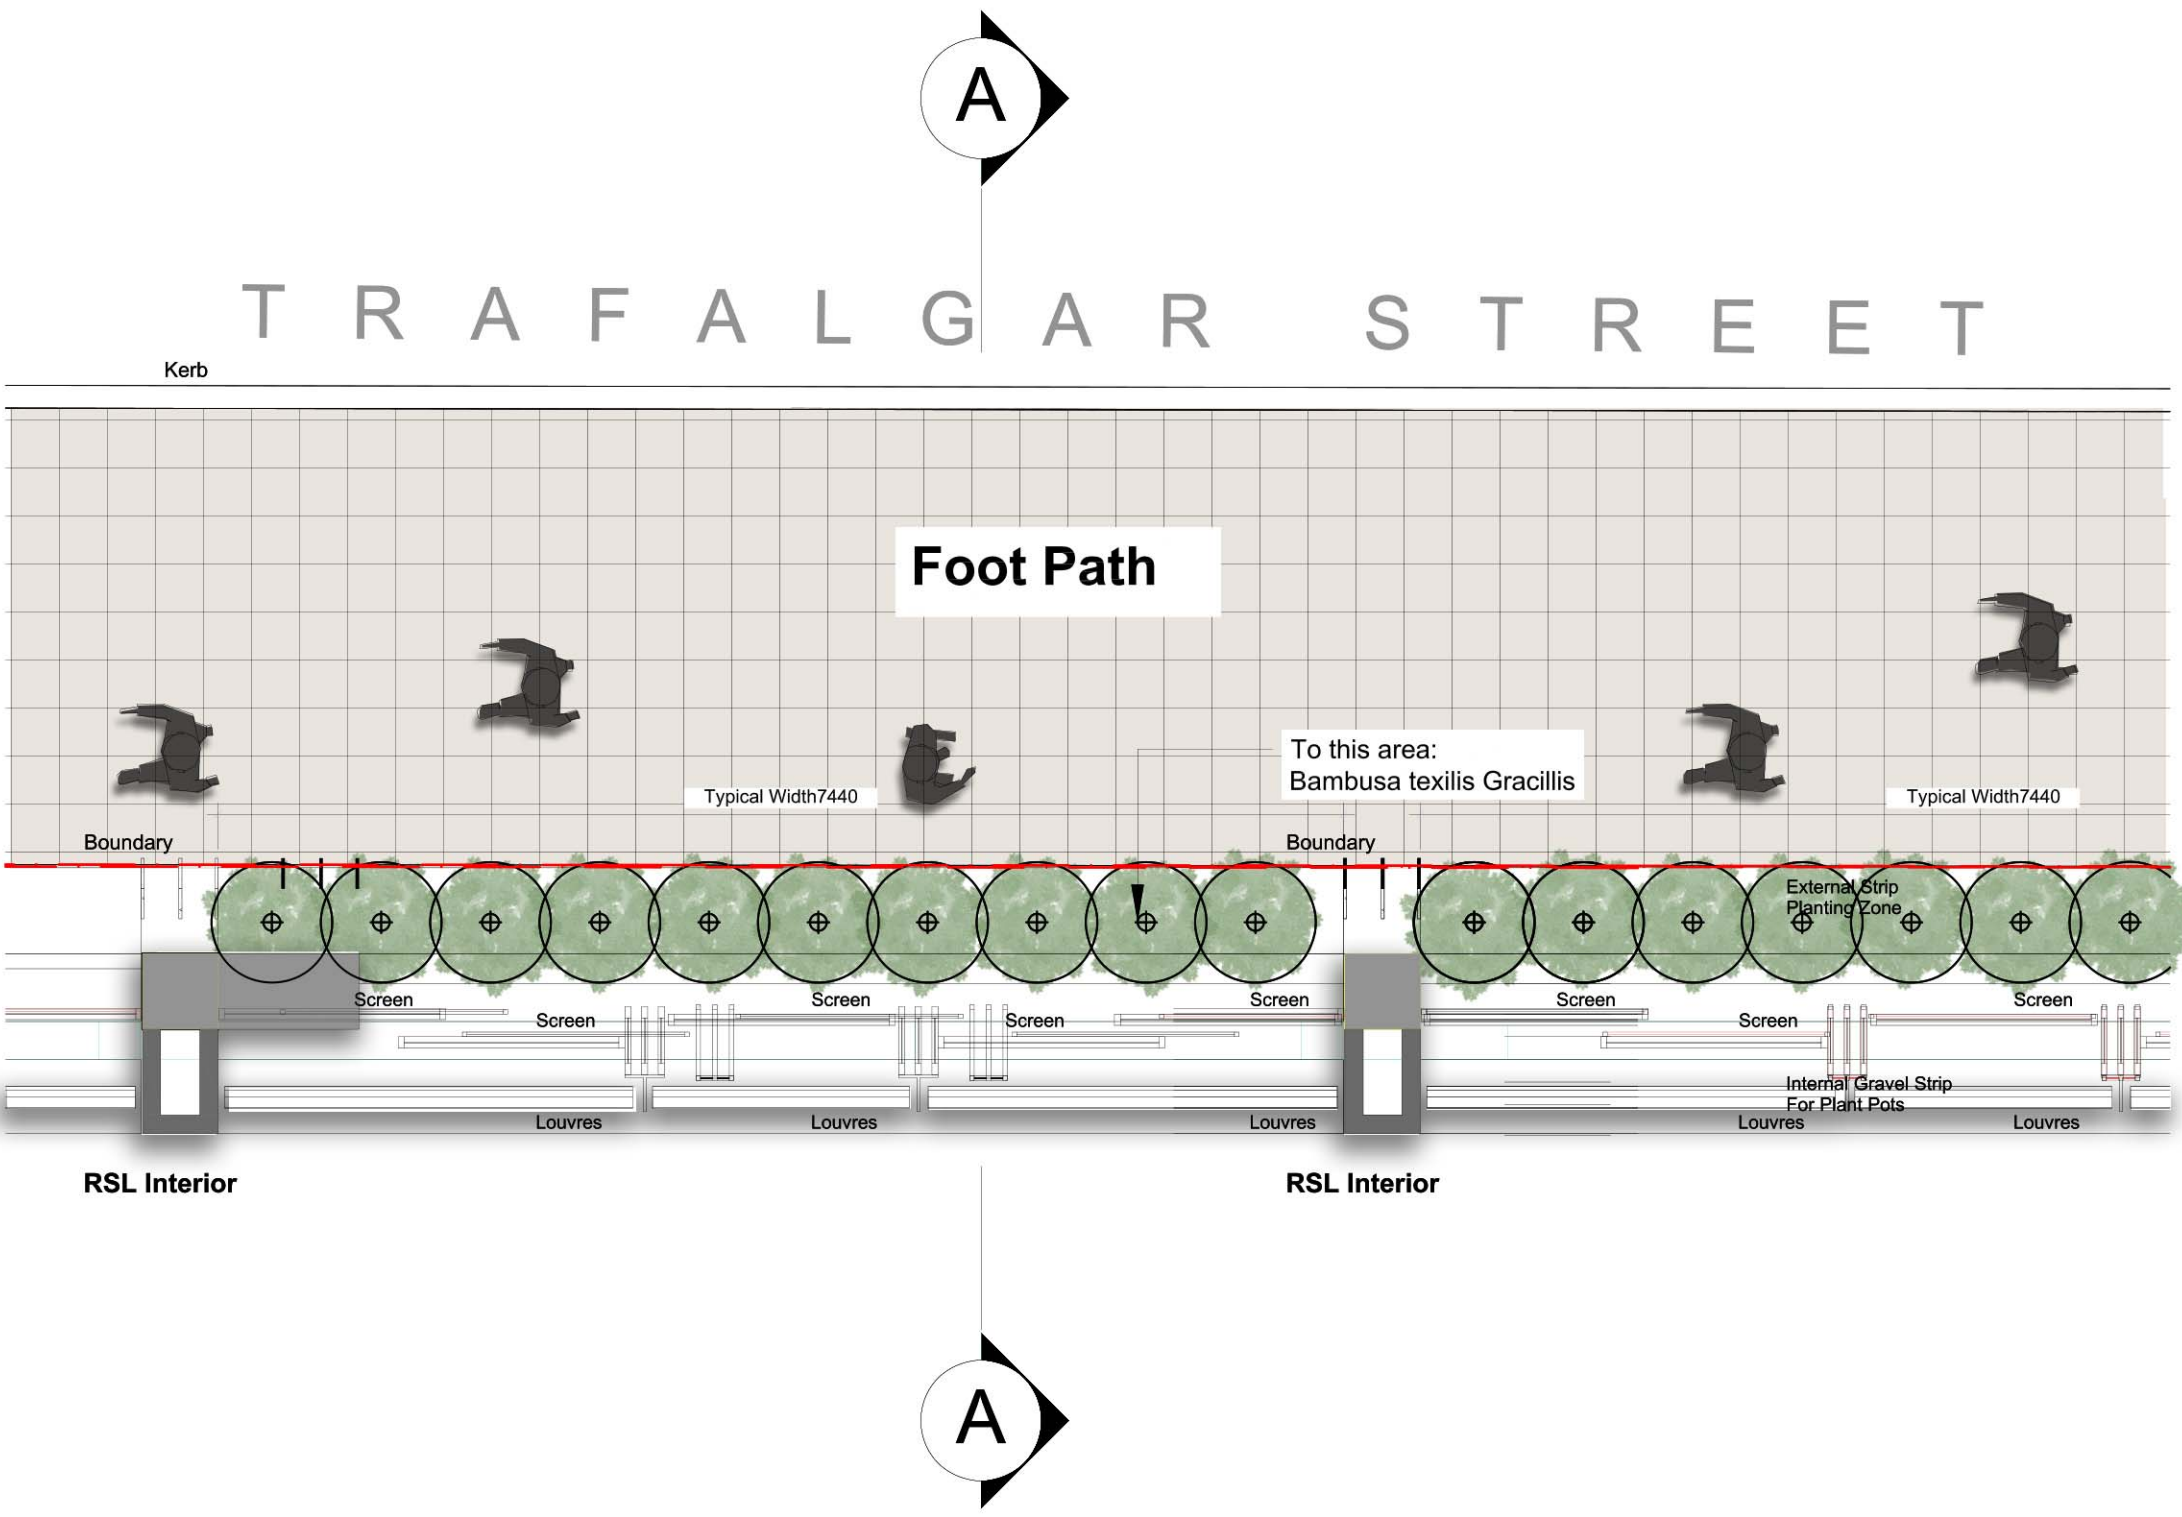 A
TRAFALGAR STREET
Kerb
Foot Path
To this area:
Bambusa texilis Gracillis
Typical Width7440
Typical Width7440
Boundary
Boundary
External Strip
Planting Zone
Screen
Screen
Screen
Screen
Screen
Screen
Screen
Screen
Internal Gravel Strip
For Plant Pots
Louvres
Louvres
Louvres
Louvres
Louvres
RSL Interior
RSL Interior
A